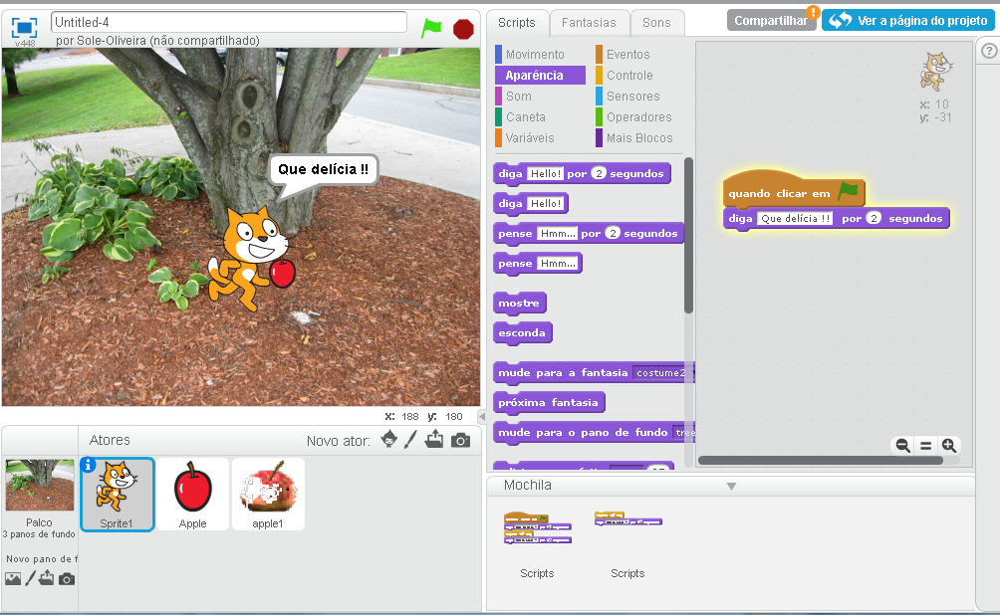 Untitled-4
por Sole-Oliveira (não compartilhado)
v448
Scripts
Fantasias
Sons
Compartilhar
!
Ver a página do projeto
?
Que delícia !!
Movimento
Eventos
Aparência
Controle
Som
Sensores
Caneta
Operadores
Variáveis
Mais Blocos
diga Hello! por 2 segundos
diga Hello!
pense Hmm... por 2 segundos
pense Hmm...
mostre
esconda
mude para a fantasia costume2
próxima fantasia
mude para o pano de fundo tree
x: 10
y: -31
quando clicar em
diga Que delícia !! por 2 segundos
x: 188 y: 180
Atores
Novo ator:
Palco
3 panos de fundo
Novo pano de f
i
Sprite1
Apple
apple1
Mochila
Scripts
Scripts